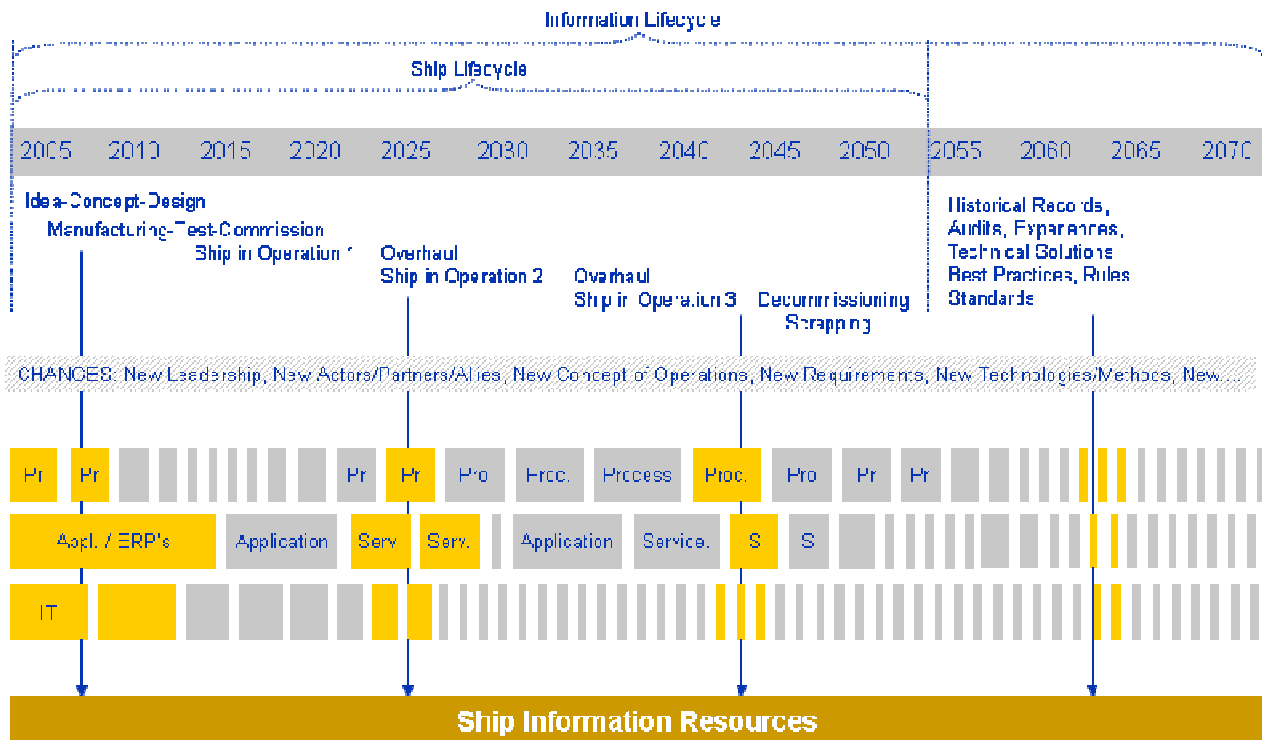 Information Lifecycle
Ship Lifecycle
2005 2010 2015 2020 2025 2030 2035 2040 2045 2050 2055 2060 2065 2070
Idea-Concept-Design
Manufacturing-Test-Commission
Ship in Operation 1
Overhaul
Ship in Operation 2
Overhaul
Ship in Operation 3
Decommissioning
Scrapping
Historical Records,
Audits, Experiences,
Technical Solutions
Best Practices, Rules
Standards
CHANGES: New Leadership, New Actors/Partners/Allies, New Concept of Operations, New Requirements, New Technologies/Methods, New....
Pr Pr Pr Pr Pro Proc. Process Proc. Pro Pr Pr
Appl. / ERP's Application Serv Serv. Application Service. S S
IT
Ship Information Resources